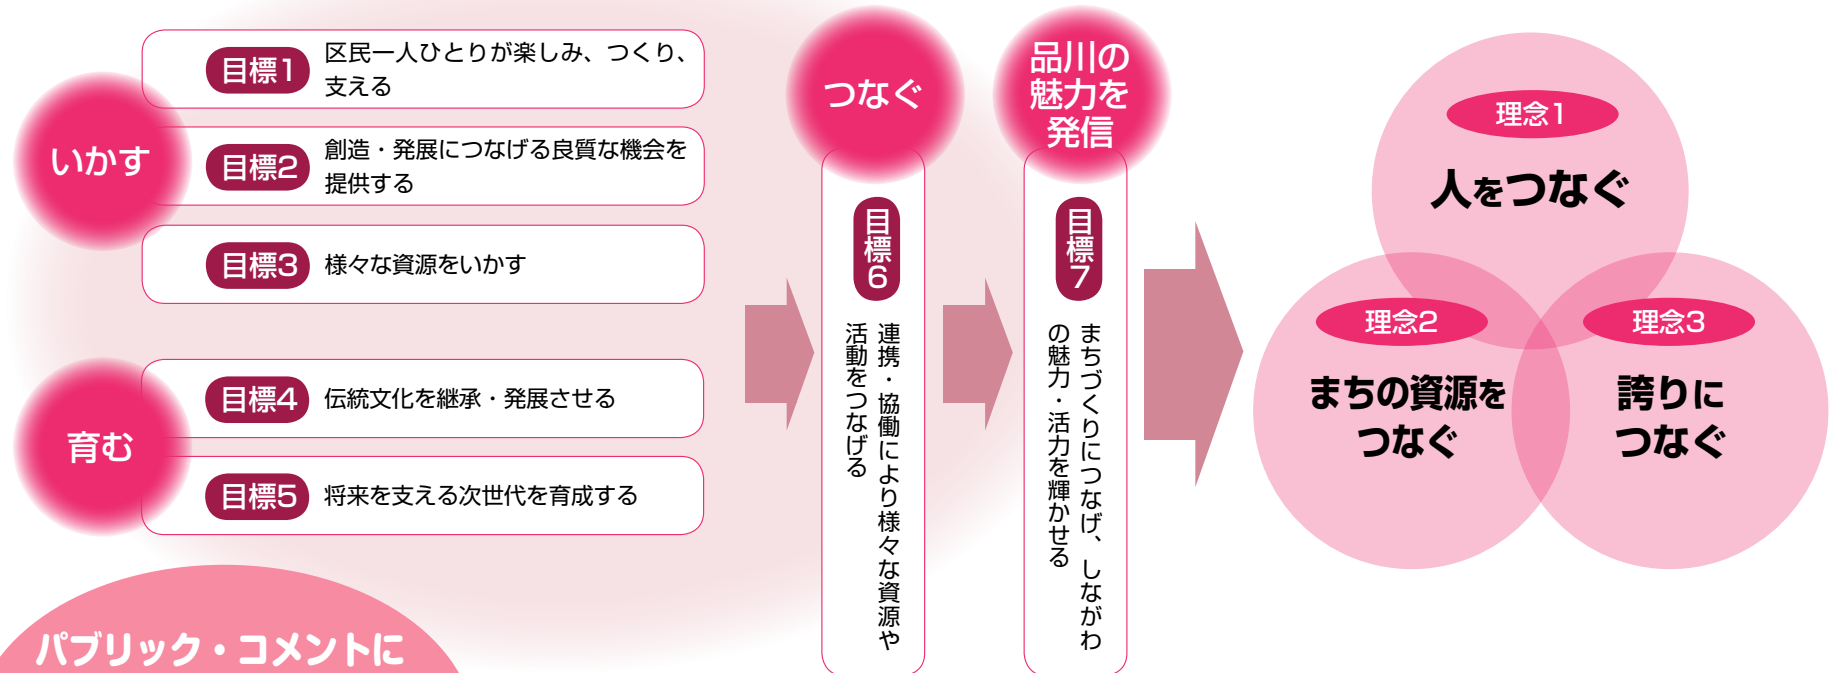 いかす
目標1
区民一人ひとりが楽しみ、つくり、
支える
目標2
創造・発展につなげる良質な機会を
提供する
目標3
様々な資源をいかす
育む
目標4
伝統文化を継承・発展させる
目標5
将来を支える次世代を育成する
つなぐ
目標6
連携・協働により様々な資源や
活動をつなげる
品川の
魅力を
発信
目標7
まちづくりにつなげ、しながわ
の魅力・活力を輝かせる
理念1
人をつなぐ
理念2
まちの資源を
つなぐ
理念3
誇りに
つなぐ
パブリック・コメントに